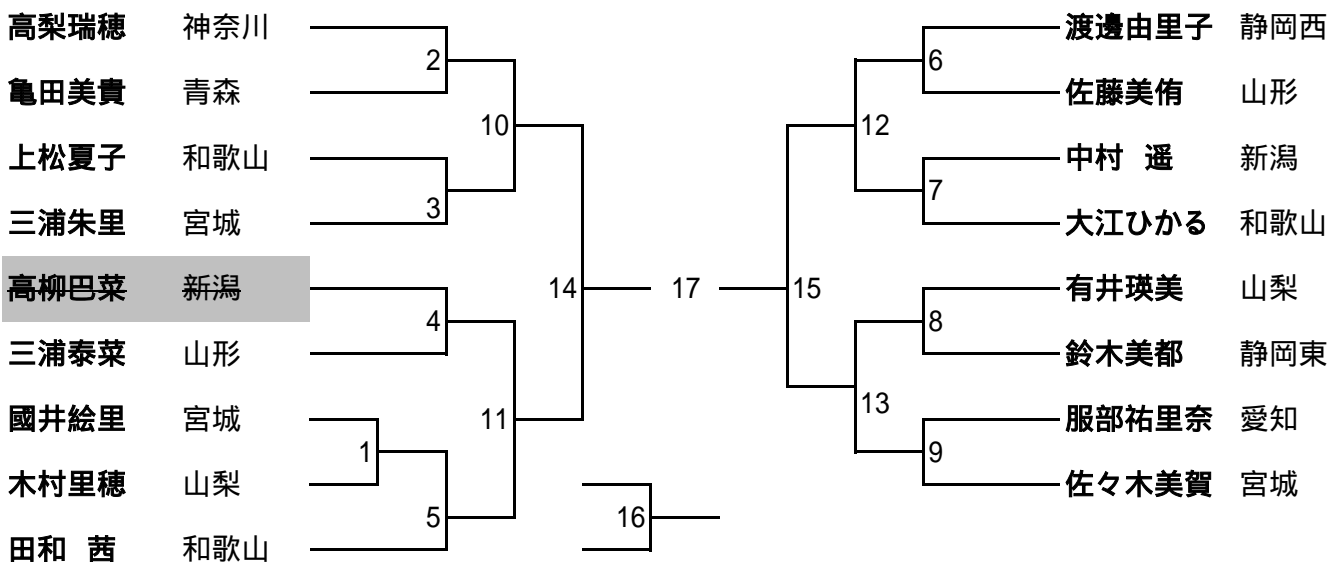 高梨瑞穂 神奈川
亀田美貴 青森
上松夏子 和歌山
三浦朱里 宮城
高柳巴菜 新潟
三浦泰菜 山形
國井絵里 宮城
木村里穂 山梨
田和 茜 和歌山
2
10
3
14
4
11
1
5
17
16
15
12
6
7
13
8
9
渡邊由里子 静岡西
佐藤美侑 山形
中村 遥 新潟
大江ひかる 和歌山
有井瑛美 山梨
鈴木美都 静岡東
服部祐里奈 愛知
佐々木美賀 宮城